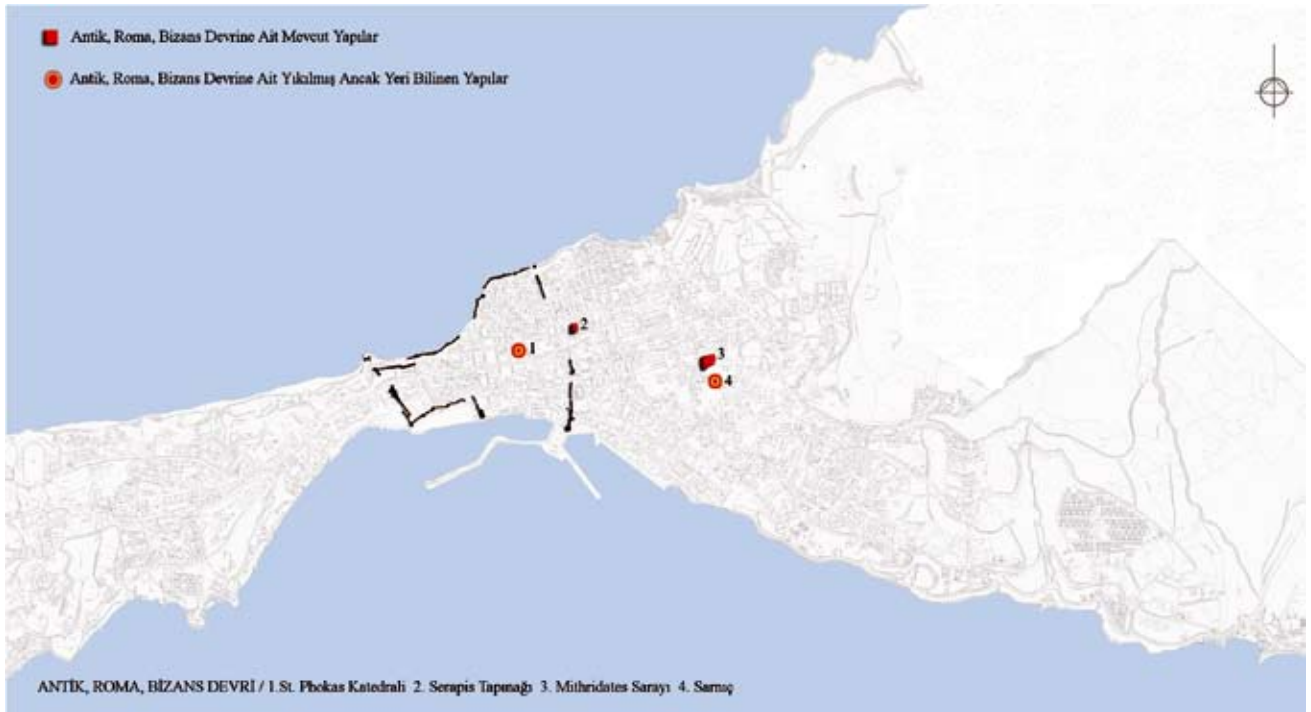 Antik, Roma, Bizans Devrine Ait Mevcut Yapılar
Antik, Roma, Bizans Devrine Ait Yıkılmış Ancak Yeri Bilinen Yapılar
2
1
3
4
ANTİK, ROMA, BİZANS DEVRİ / 1.St. Phokas Katedrali 2. Serapis Tapınağı 3. Mithridates Sarayı 4. Sarnıç